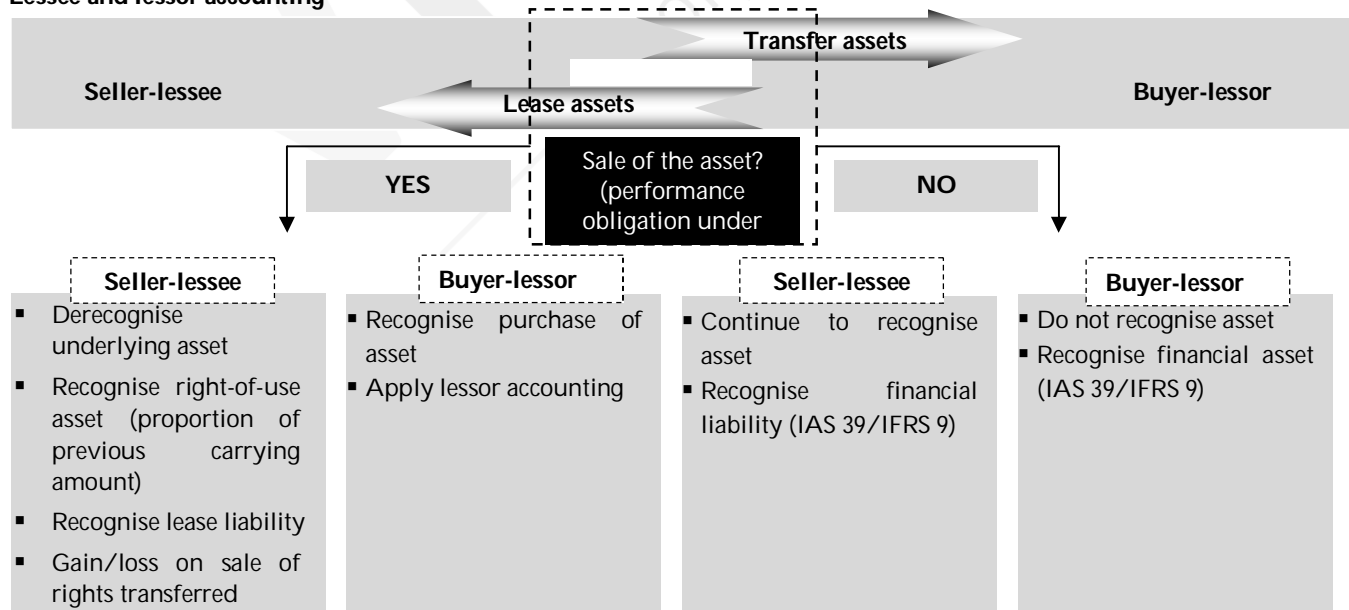 Lessee and lessor accounting
Transfer assets
Seller-lessee
Buyer-lessor
Lease assets
Sale of the asset?
(performance
obligation under
YES
NO
Seller-lessee
▪ Derecognise
underlying asset
▪ Recognise right-of-use
asset (proportion of
previous carrying
amount)
▪ Recognise lease liability
▪ Gain/loss on sale of
rights transferred
Buyer-lessor
▪ Recognise purchase of
asset
▪ Apply lessor accounting
Seller-lessee
▪ Continue to recognise
asset
▪ Recognise financial
liability (IAS 39/IFRS 9)
Buyer-lessor
▪ Do not recognise asset
▪ Recognise financial asset
(IAS 39/IFRS 9)